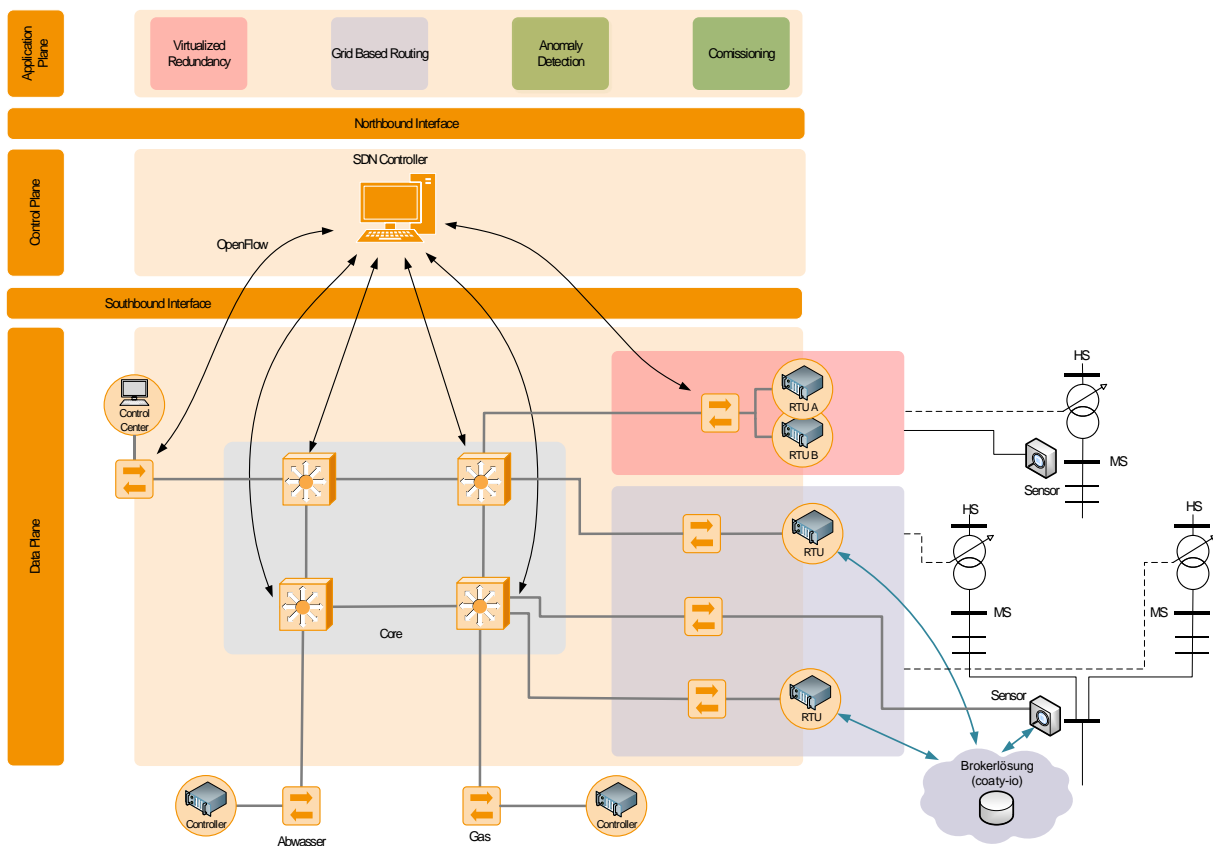 Application
Plane
Virtualized
Redundancy
Grid Based Routing
Anomaly
Detection
Comissioning
Northbound Interface
Control Plane
SDN Controller
OpenFlow
Southbound Interface
Data Plane
Control
Center
RTU A
RTU B
HS
MS
Sensor
RTU
HS
HS
MS
MS
Core
RTU
Sensor
Brokerlösung
(coaty-io)
Controller
Abwasser
Gas
Controller